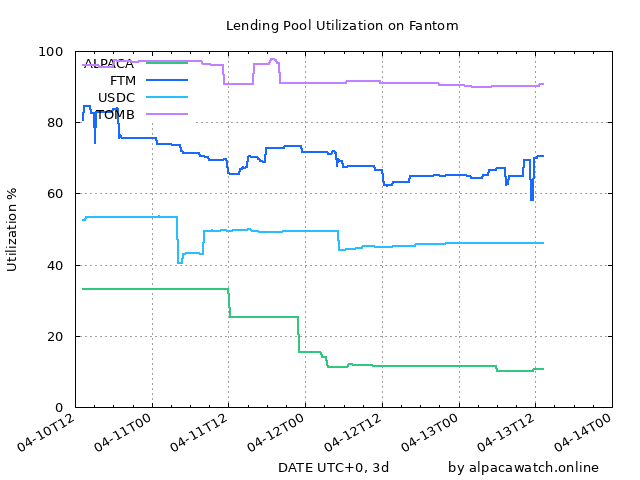 Lending Pool Utilization on Fantom
100
80
60
40
20
0
Utilization %
ALPACA
FTM
USDC
TOMB
04-10T12
04-11T00
04-11T12
04-12T00
04-12T12
04-13T00
04-13T12
04-14T00
DATE UTC+0, 3d
by alpacawatch.online